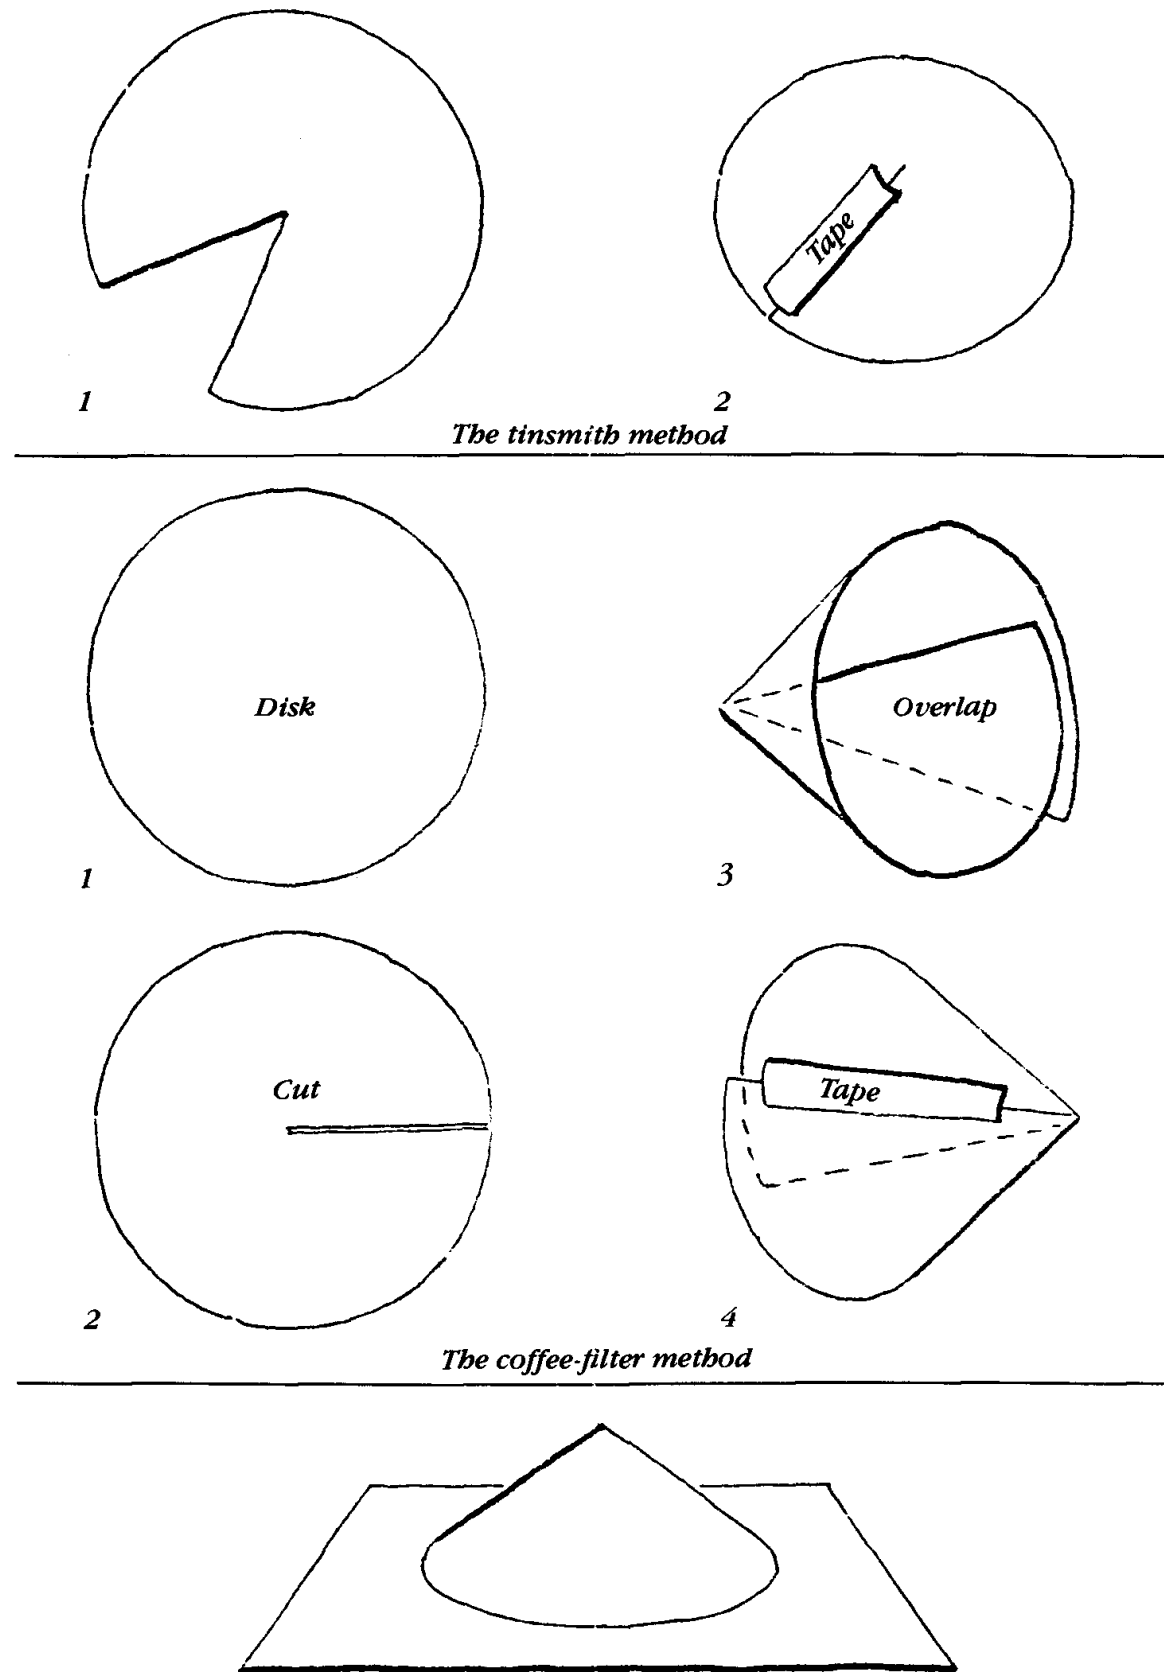 Tape
1
2
The tinsmith method
Disk
1
Overlap
3
Cut
2
Tape
4
The coffee-filter method